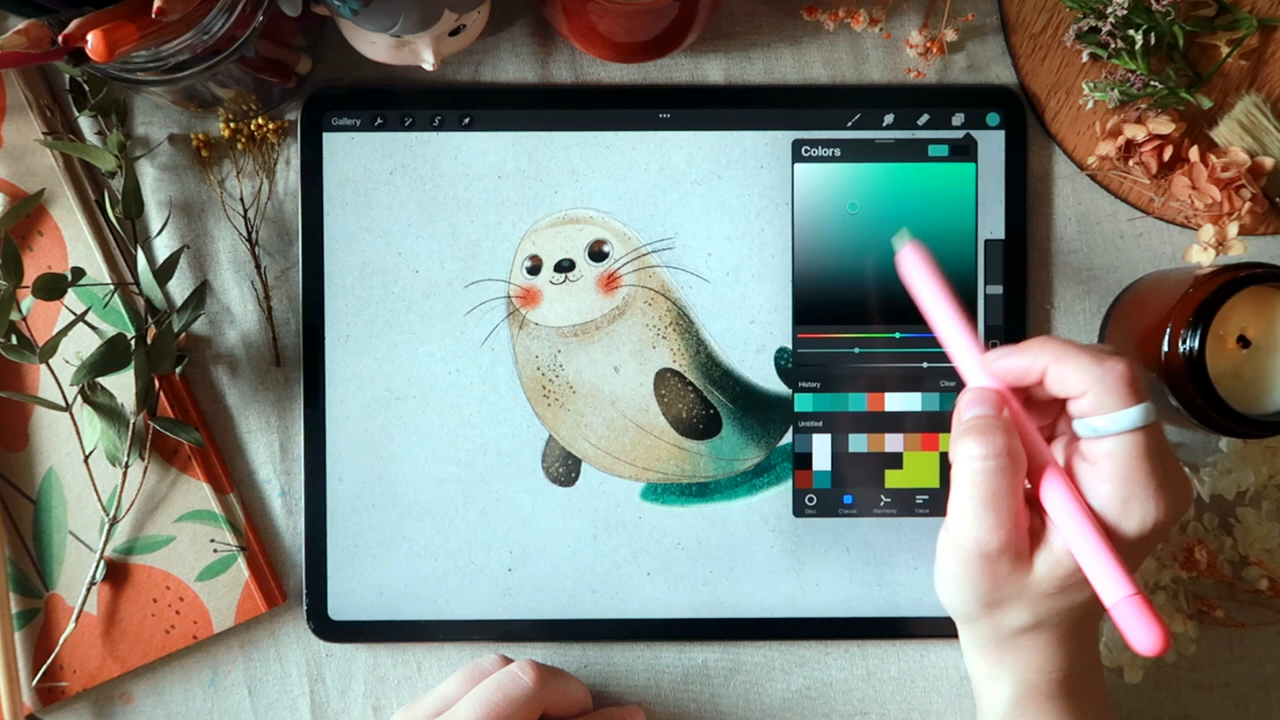 Gallery
Colors
History
Clear
Untitled
Disc
Classic
Harmony
Value